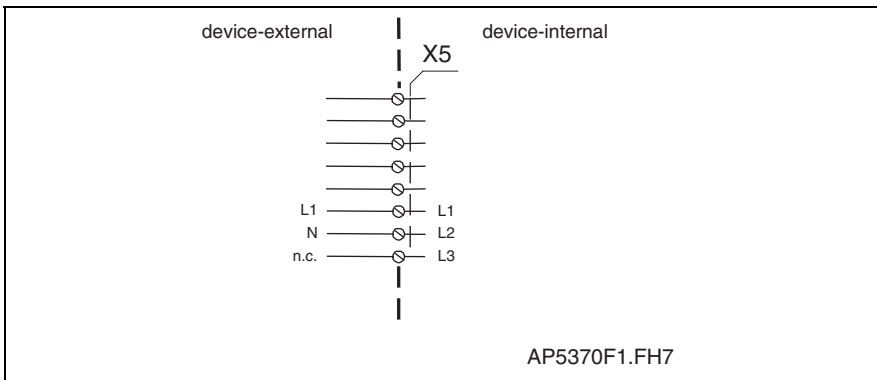 device-external
device-internal
X5
L1 L1
N L2
n.c. L3
AP5370F1.FH7